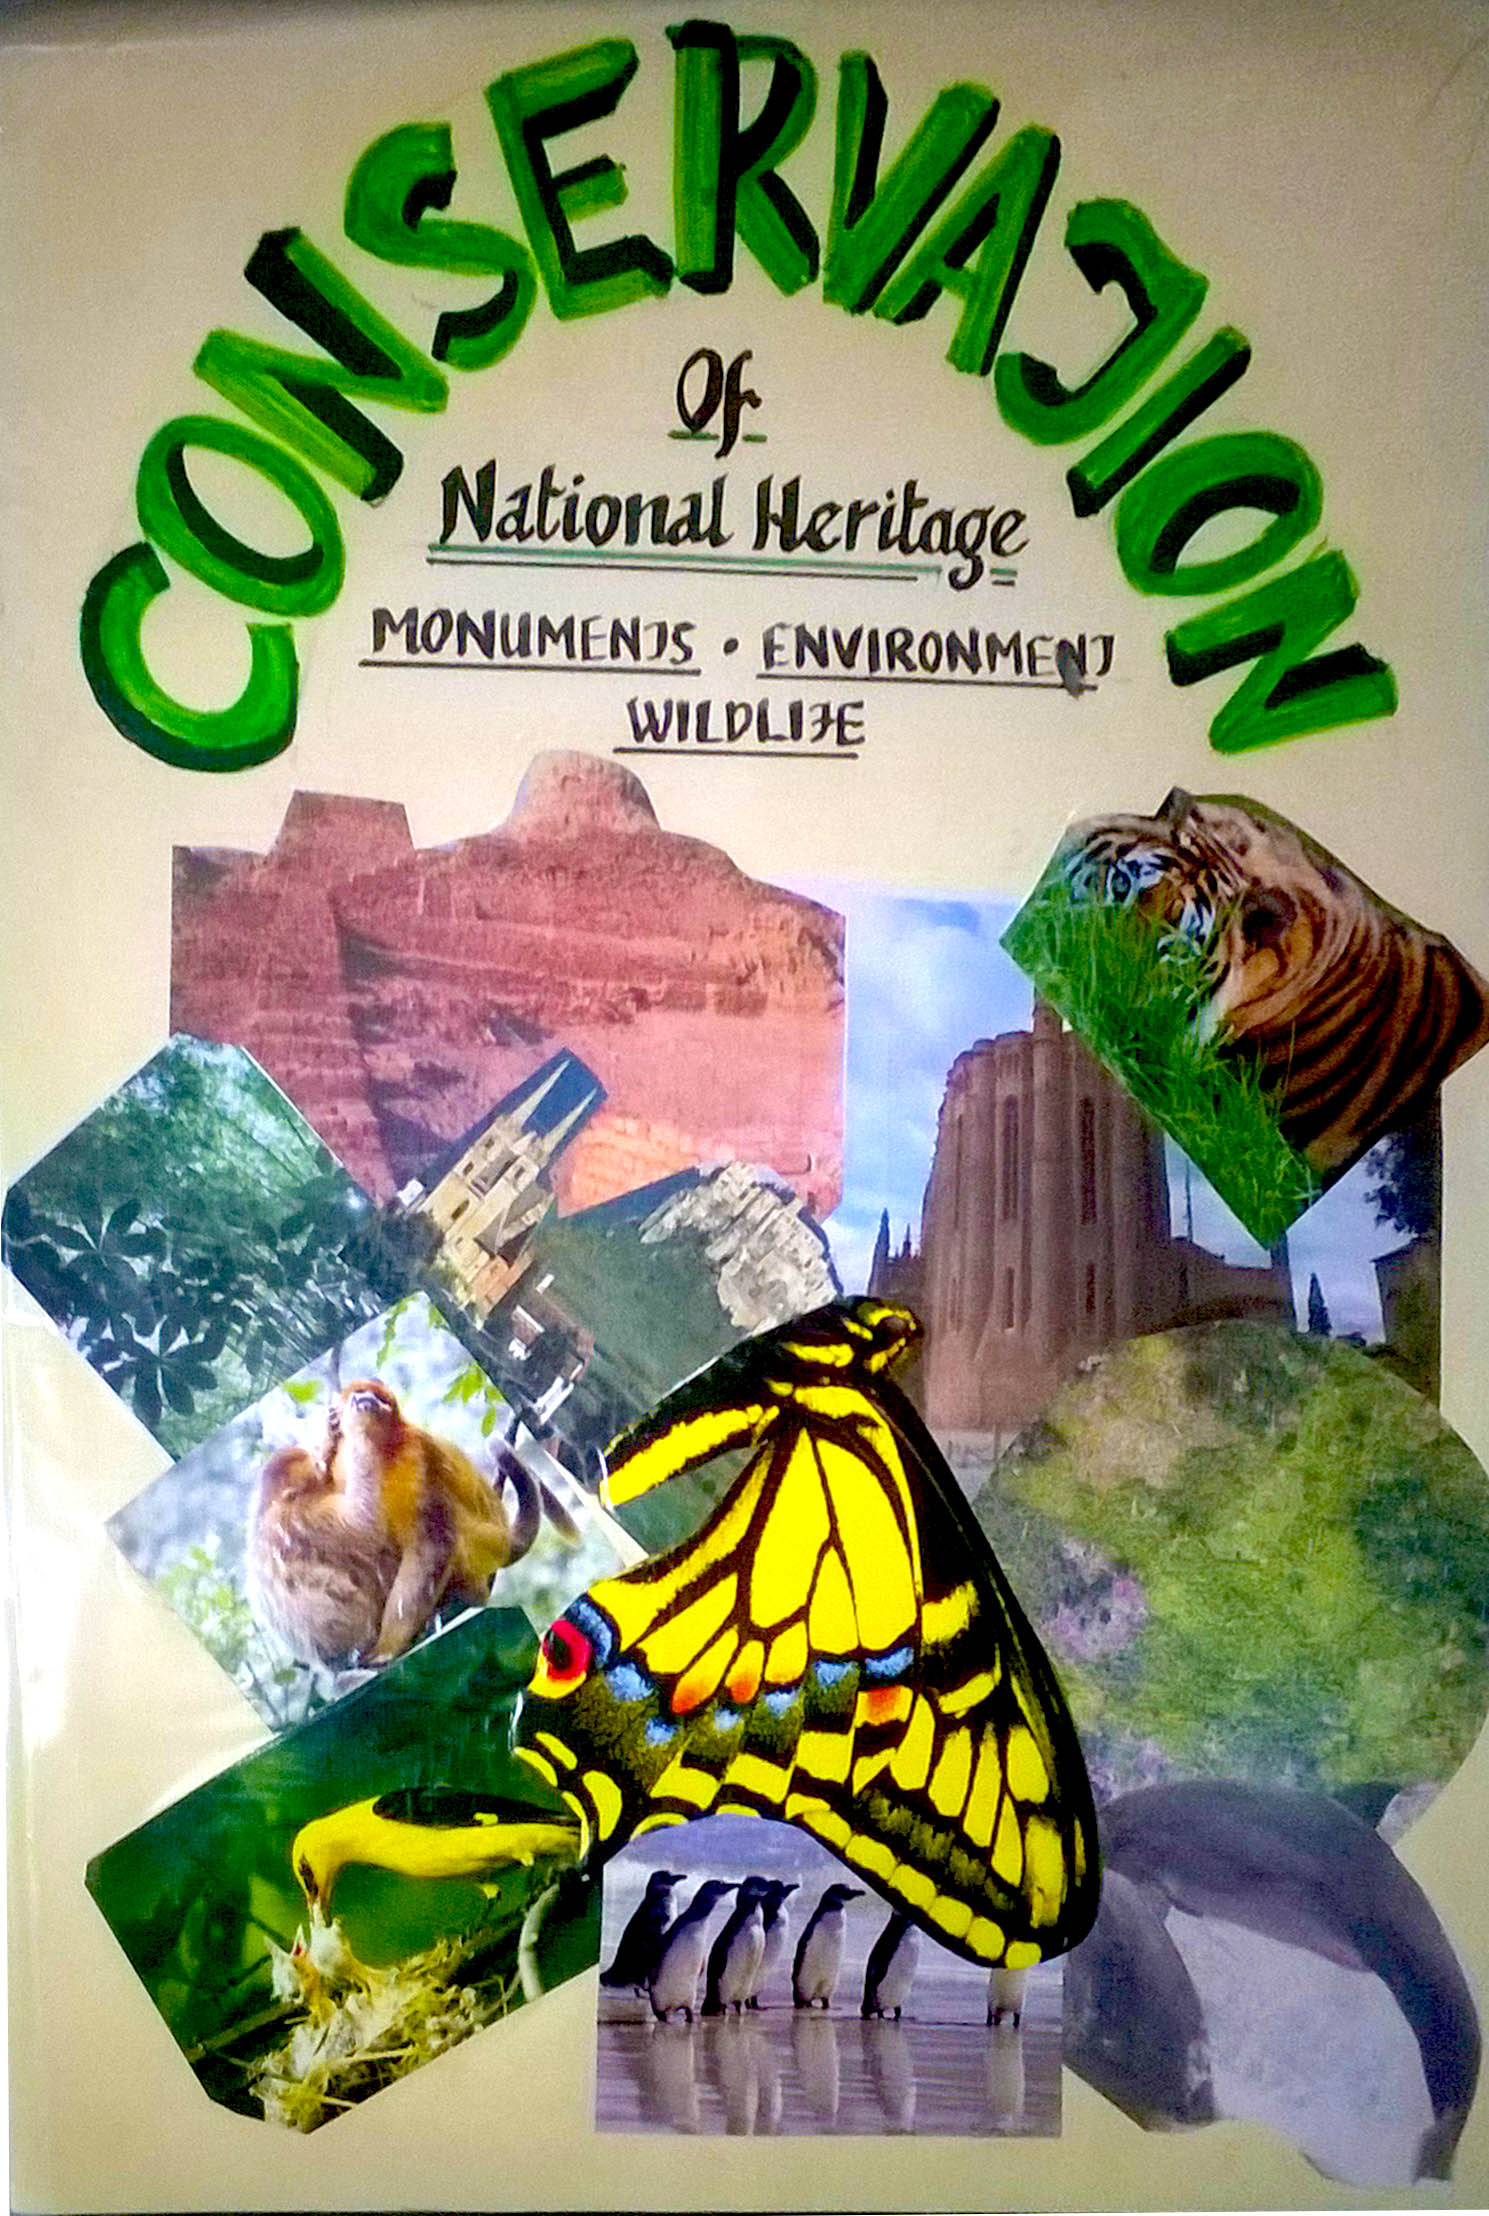 CONSERVATION
Of
National Heritage
MONUMENTS • ENVIRONMENT
WILDLIFE